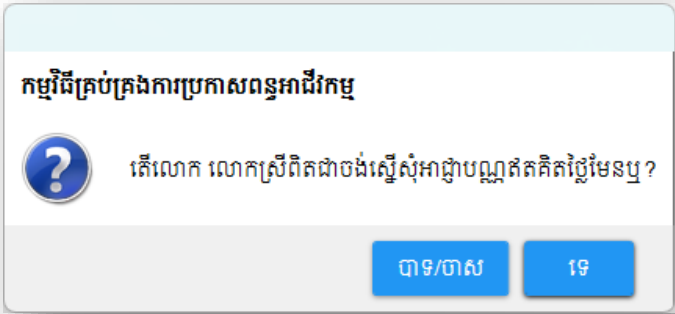 កម្មវិធីគ្រប់គ្រងការប្រកាសពន្ធអាជីវកម្ម
តើលោក លោកស្រីពិតជាចង់ស្នើសុំអាជ្ញាបណ្ណឥតគិតថ្លៃមែនឬ?
បាទ/ចាស ទេ